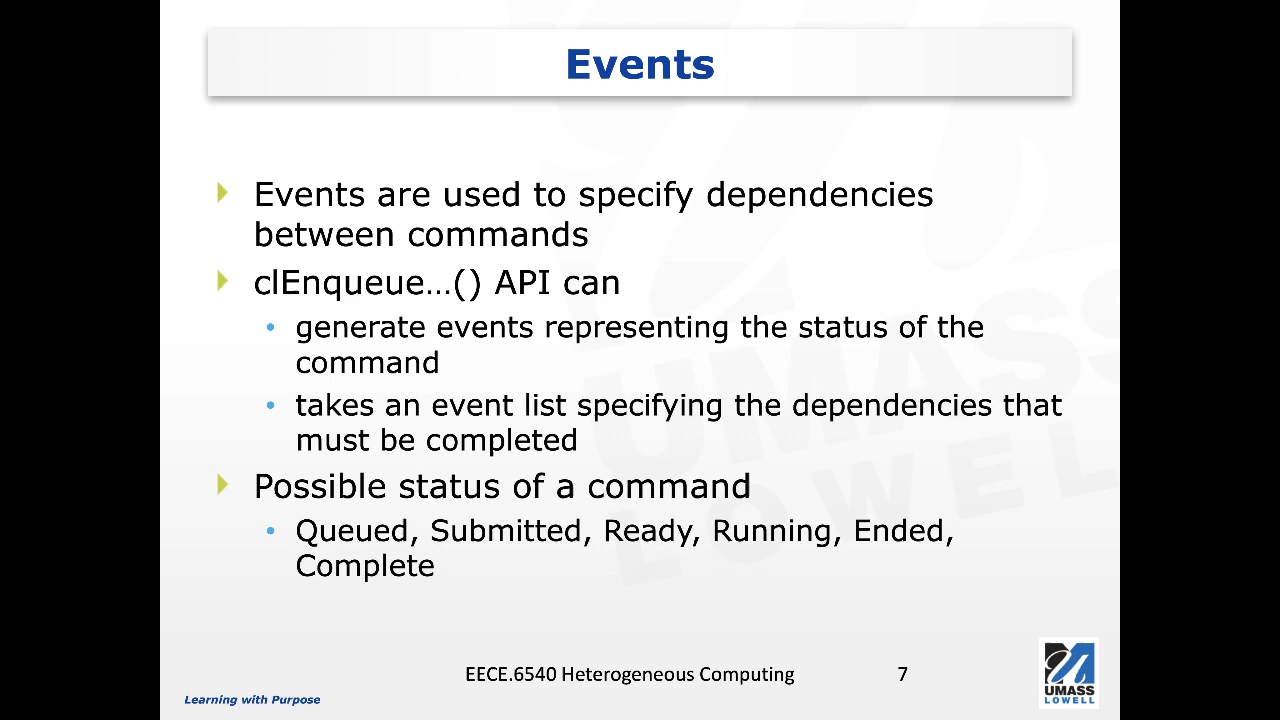 Events
Events are used to specify dependencies
between commands
clEnqueue…() API can
generate events representing the status of the
command
takes an event list specifying the dependencies that
must be completed
Possible status of a command
Queued, Submitted, Ready, Running, Ended,
Complete
EECE.6540 Heterogeneous Computing 7
Learning with Purpose
UMASS
LOWELL
UMASS
LOWELL